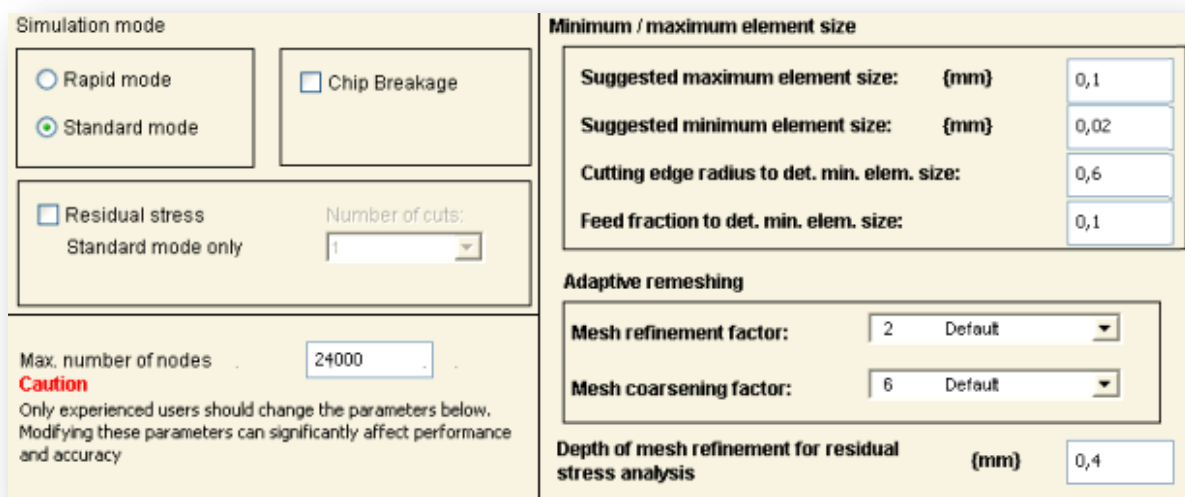 Simulation mode
Rapid mode
Standard mode
Chip Breakage
Residual stress
Standard mode only
Number of cuts:
1
Max. number of nodes
24000
Caution
Only experienced users should change the parameters below.
Modifying these parameters can significantly affect performance
and accuracy
Minimum / maximum element size
Suggested maximum element size: {mm} 0,1
Suggested minimum element size: {mm} 0,02
Cutting edge radius to det. min. elem. size: 0,6
Feed fraction to det. min. elem. size: 0,1
Adaptive remeshing
Mesh refinement factor: 2 Default
Mesh coarsening factor: 6 Default
Depth of mesh refinement for residual
stress analysis {mm} 0,4